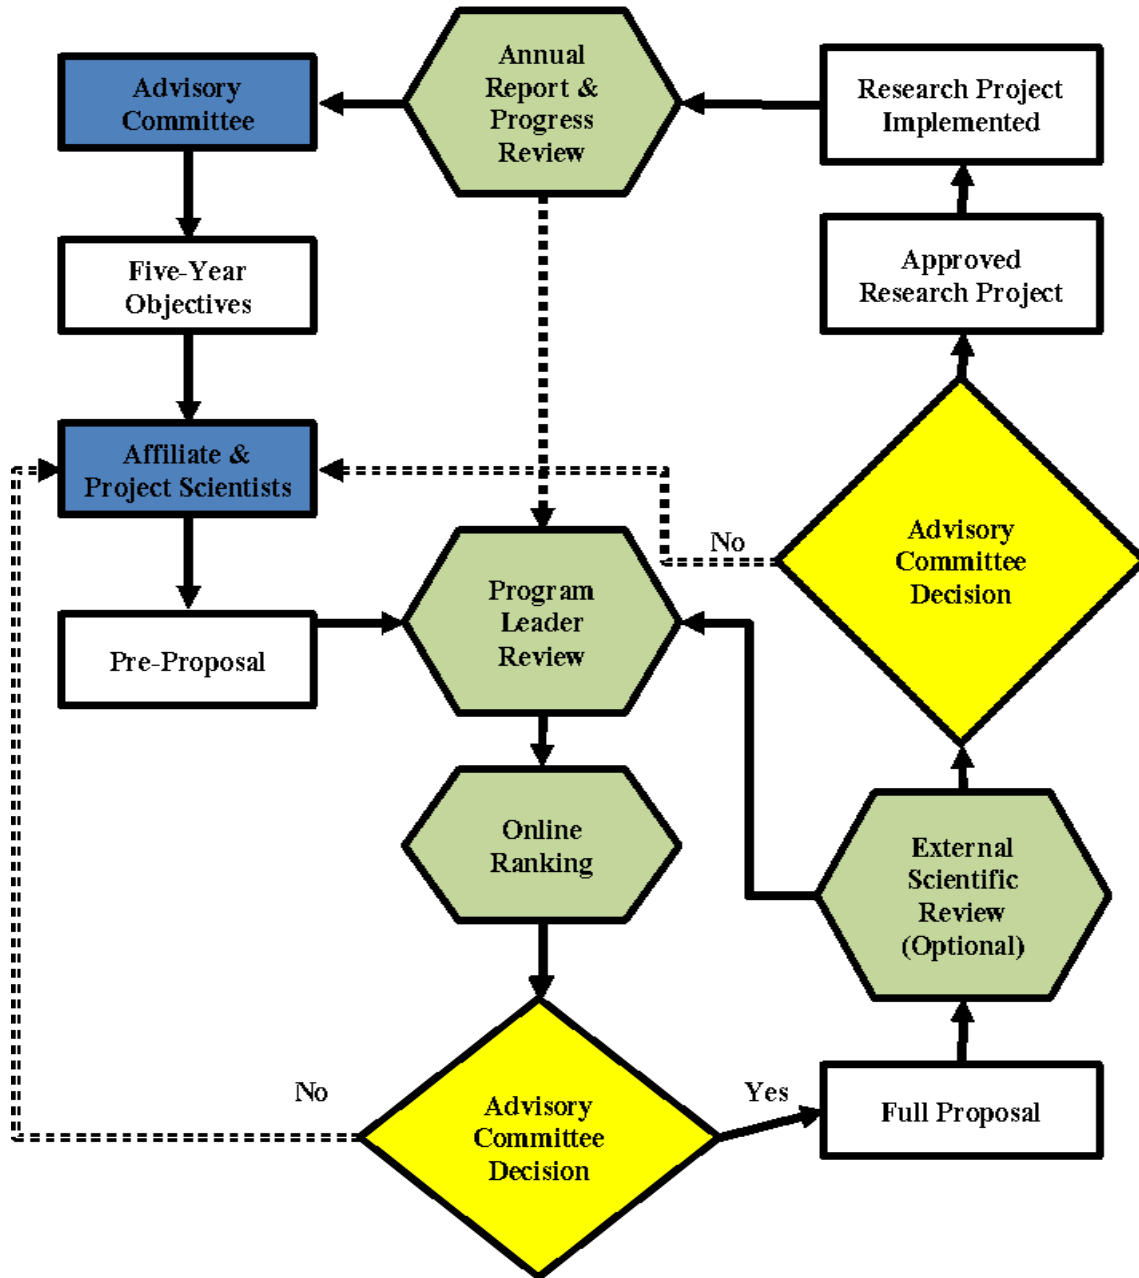 Annual
Report &
Progress
Review
Advisory
Committee
Research Project
Implemented
Five-Year
Objectives
Approved
Research Project
Affiliate &
Project Scientists
No
Advisory
Committee
Decision
Program
Leader
Review
Pre-Proposal
Online
Ranking
External
Scientific
Review
(Optional)
No
Yes
Advisory
Committee
Decision
Full Proposal